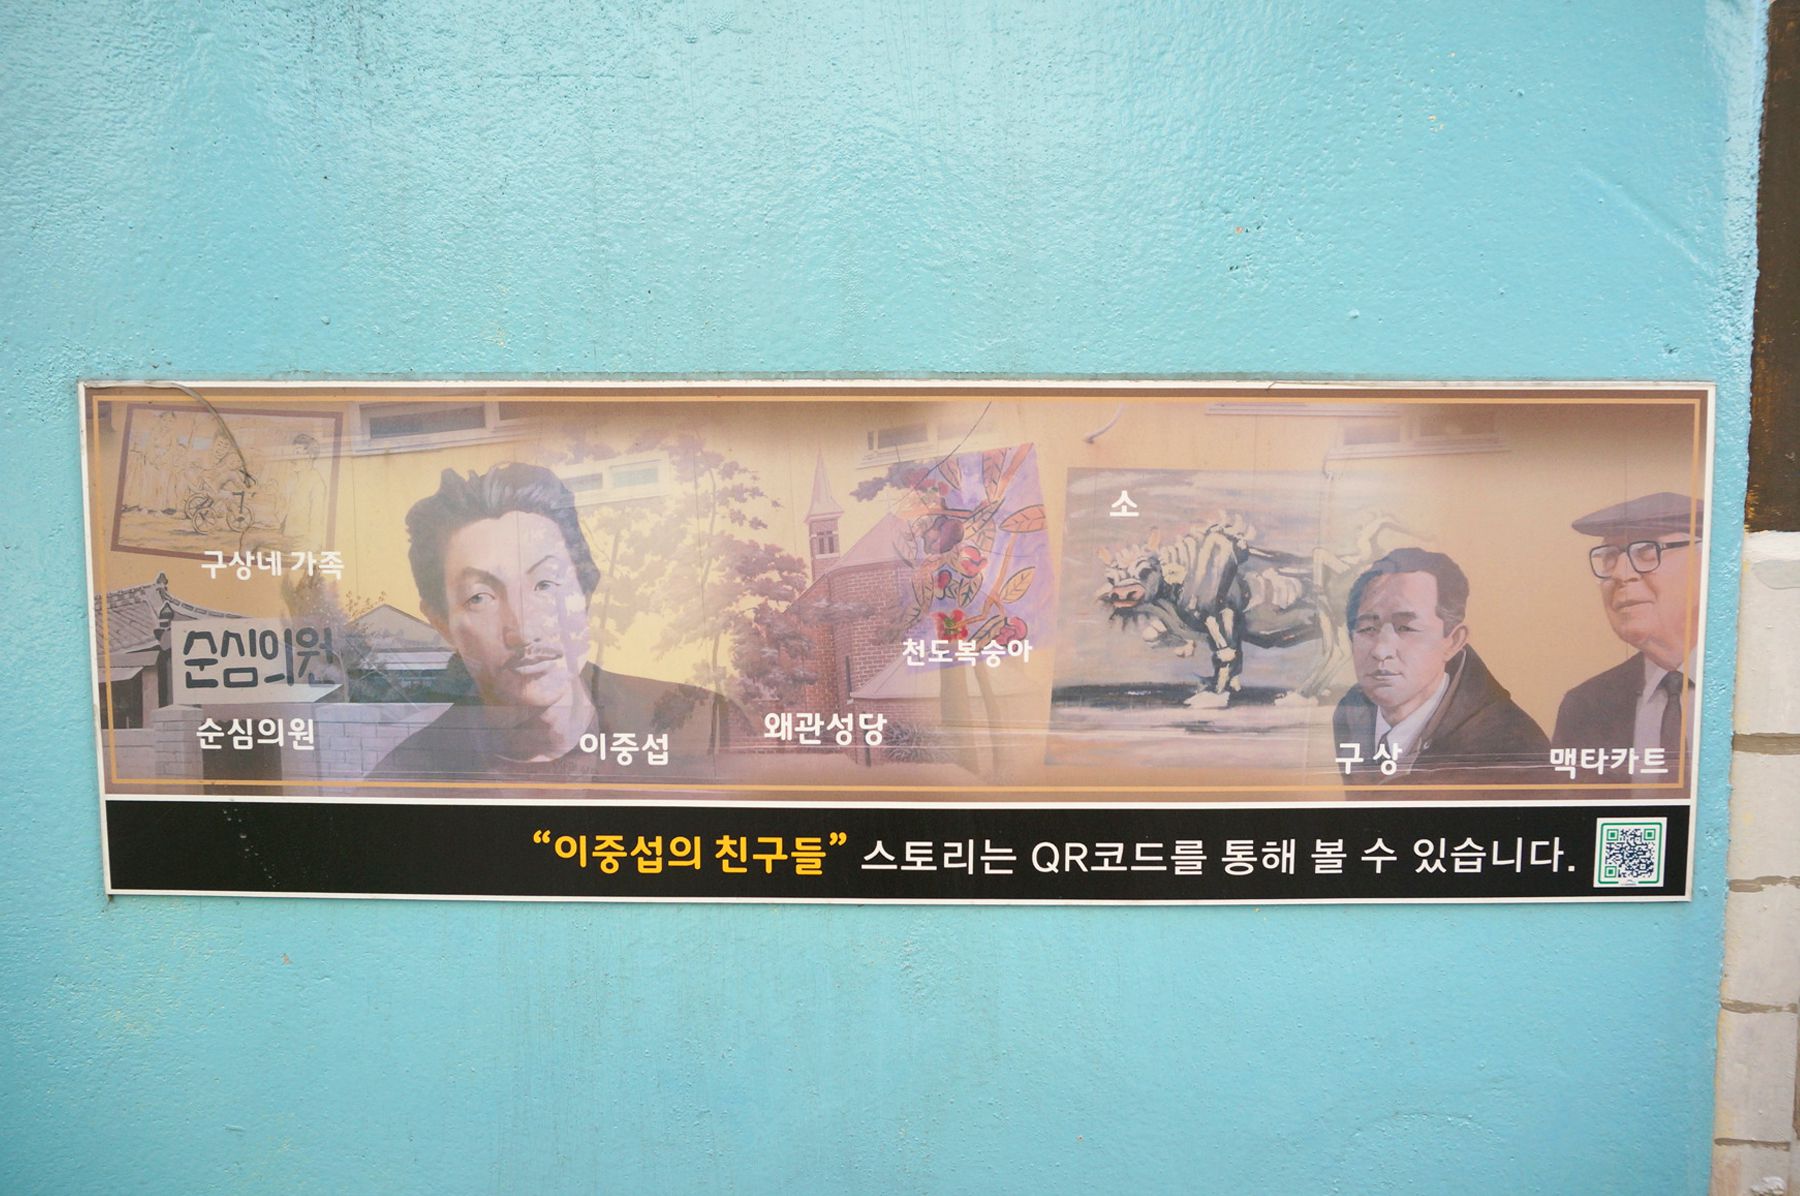 구상네 가족
순심의원
순심의원
이중섭
왜관성당
천도복숭아
소
구 상
맥타카트
“이중섭의 친구들” 스토리는 QR코드를 통해 볼 수 있습니다.